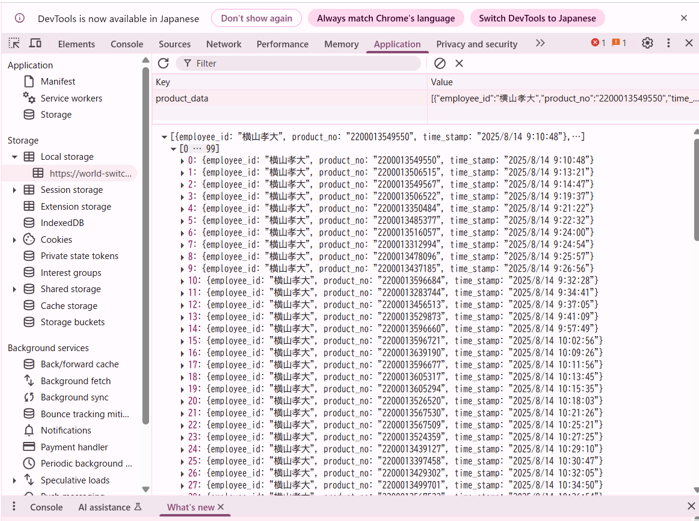 DevTools is now available in Japanese
Don't show again
Always match Chrome's language
Switch DevTools to Japanese
Elements Console Sources Network Performance Memory Application Privacy and security
1 1
Application
Manifest
Service workers
Storage
Storage
Local storage
https://world-switc...
Session storage
Extension storage
IndexedDB
Cookies
Private state tokens
Interest groups
Shared storage
Cache storage
Storage buckets
Background services
Back/forward cache
Background fetch
Background sync
Bounce tracking miti...
Notifications
Payment handler
Periodic background ...
Speculative loads
Filter
Key Value
product_data [{"employee_id":"横山孝大","product_no":"2200013549550","time_...
[{employee_id: "横山孝大", product_no: "2200013549550", time_stamp: "2025/8/14 9:10:48"},…]
[0 … 99]
0: {employee_id: "横山孝大", product_no: "2200013549550", time_stamp: "2025/8/14 9:10:48"}
1: {employee_id: "横山孝大", product_no: "2200013506515", time_stamp: "2025/8/14 9:13:21"}
2: {employee_id: "横山孝大", product_no: "2200013549567", time_stamp: "2025/8/14 9:14:47"}
3: {employee_id: "横山孝大", product_no: "2200013506522", time_stamp: "2025/8/14 9:19:37"}
4: {employee_id: "横山孝大", product_no: "2200013350484", time_stamp: "2025/8/14 9:21:22"}
5: {employee_id: "横山孝大", product_no: "2200013485377", time_stamp: "2025/8/14 9:22:32"}
6: {employee_id: "横山孝大", product_no: "2200013516057", time_stamp: "2025/8/14 9:24:00"}
7: {employee_id: "横山孝大", product_no: "2200013312994", time_stamp: "2025/8/14 9:24:54"}
8: {employee_id: "横山孝大", product_no: "2200013478096", time_stamp: "2025/8/14 9:25:57"}
9: {employee_id: "横山孝大", product_no: "2200013437185", time_stamp: "2025/8/14 9:26:56"}
10: {employee_id: "横山孝大", product_no: "2200013596684", time_stamp: "2025/8/14 9:32:28"}
11: {employee_id: "横山孝大", product_no: "2200013283744", time_stamp: "2025/8/14 9:34:41"}
12: {employee_id: "横山孝大", product_no: "2200013456513", time_stamp: "2025/8/14 9:37:05"}
13: {employee_id: "横山孝大", product_no: "2200013529873", time_stamp: "2025/8/14 9:41:09"}
14: {employee_id: "横山孝大", product_no: "2200013596660", time_stamp: "2025/8/14 9:57:49"}
15: {employee_id: "横山孝大", product_no: "2200013596721", time_stamp: "2025/8/14 10:02:56"}
16: {employee_id: "横山孝大", product_no: "2200013639190", time_stamp: "2025/8/14 10:09:26"}
17: {employee_id: "横山孝大", product_no: "2200013596677", time_stamp: "2025/8/14 10:11:56"}
18: {employee_id: "横山孝大", product_no: "2200013605317", time_stamp: "2025/8/14 10:13:45"}
19: {employee_id: "横山孝大", product_no: "2200013605294", time_stamp: "2025/8/14 10:15:35"}
20: {employee_id: "横山孝大", product_no: "2200013526520", time_stamp: "2025/8/14 10:18:03"}
21: {employee_id: "横山孝大", product_no: "2200013567530", time_stamp: "2025/8/14 10:21:26"}
22: {employee_id: "横山孝大", product_no: "2200013567509", time_stamp: "2025/8/14 10:25:21"}
23: {employee_id: "横山孝大", product_no: "2200013524359", time_stamp: "2025/8/14 10:27:25"}
24: {employee_id: "横山孝大", product_no: "2200013439127", time_stamp: "2025/8/14 10:29:10"}
25: {employee_id: "横山孝大", product_no: "2200013397458", time_stamp: "2025/8/14 10:30:47"}
26: {employee_id: "横山孝大", product_no: "2200013429302", time_stamp: "2025/8/14 10:32:05"}
27: {employee_id: "横山孝大", product_no: "2200013499701", time_stamp: "2025/8/14 10:34:50"}
Console AI assistance What's new